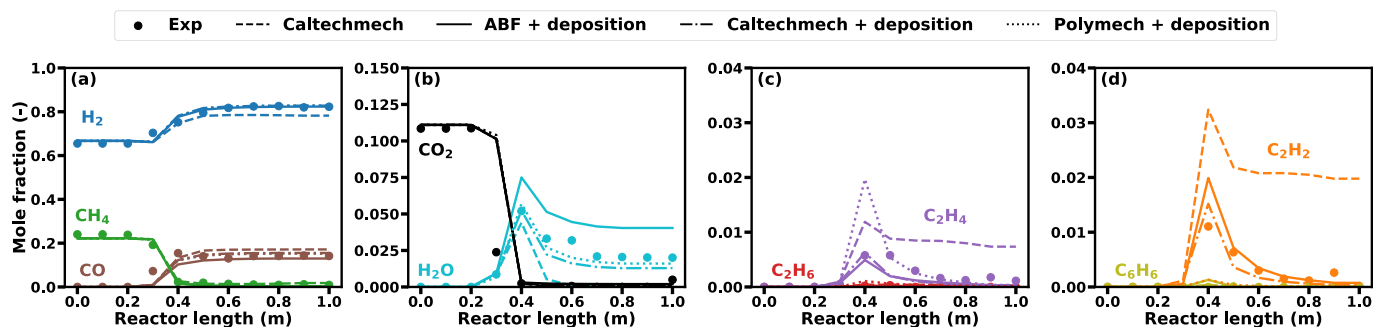 Exp Caltechmech ABF + deposition Caltechmech + deposition Polymech + deposition
(a) (b) (c) (d)
Mole fraction (-)
1.0
0.8
0.6
0.4
0.2
0.0
H₂
CH₄
CO
0.0 0.2 0.4 0.6 0.8 1.0
Reactor length (m)
0.150
0.125
0.100
0.075
0.050
0.025
0.000
CO₂
H₂O
0.0 0.2 0.4 0.6 0.8 1.0
Reactor length (m)
0.04
0.03
0.02
0.01
0.00
C₂H₄
C₂H₆
0.0 0.2 0.4 0.6 0.8 1.0
Reactor length (m)
0.04
0.03
0.02
0.01
0.00
C₂H₂
C₆H₆
0.0 0.2 0.4 0.6 0.8 1.0
Reactor length (m)